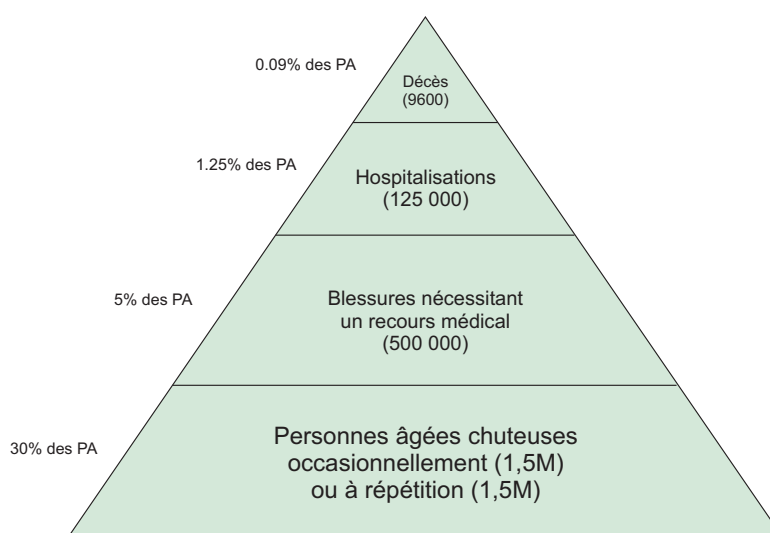 0.09% des PA
Décès
(9600)
1.25% des PA
Hospitalisations
(125 000)
5% des PA
Blessures nécessitant
un recours médical
(500 000)
30% des PA
Personnes âgées chuteuses
occasionnellement (1,5M)
ou à répétition (1,5M)